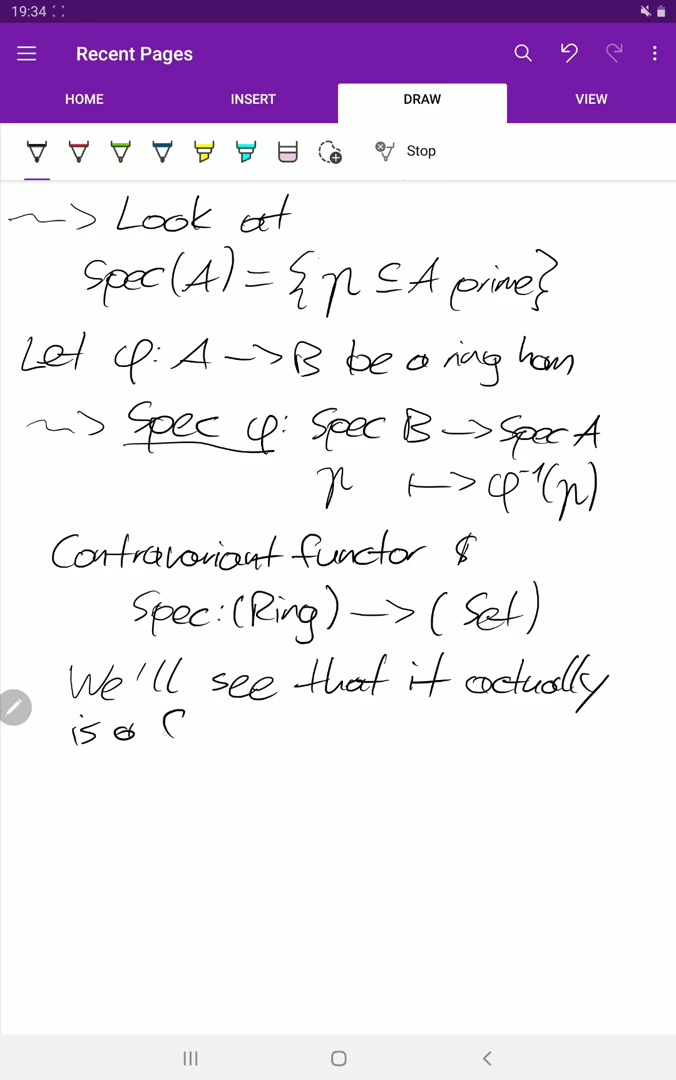 19:34
Recent Pages
HOME INSERT DRAW VIEW
Stop
~> Look at
Spec(A) = {p ⊆ A prime}
Let φ: A -> B be a ring hom
~> Spec φ: Spec B -> Spec A
p ↦ φ⁻¹(p)
Contravariant functor
Spec: (Ring) -> (Set)
We'll see that it actually
is a (